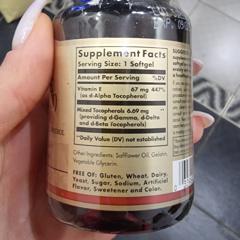 Supplement Facts
Serving Size: 1 Softgel
Amount Per Serving %DV
Vitamin E 67 mg 447%
(as d-Alpha Tocopherol)
Mixed Tocopherols 6.69 mg **
(providing d-Gamma, d-Delta
and d-Beta Tocopherols)
**Daily Value (DV) not established
Other Ingredients: Safflower Oil, Gelatin,
Vegetable Glycerin.
FREE OF: Gluten, Wheat, Dairy,
Soy, Yeast, Sugar, Sodium, Artificial
Flavor, Sweetener and Color.